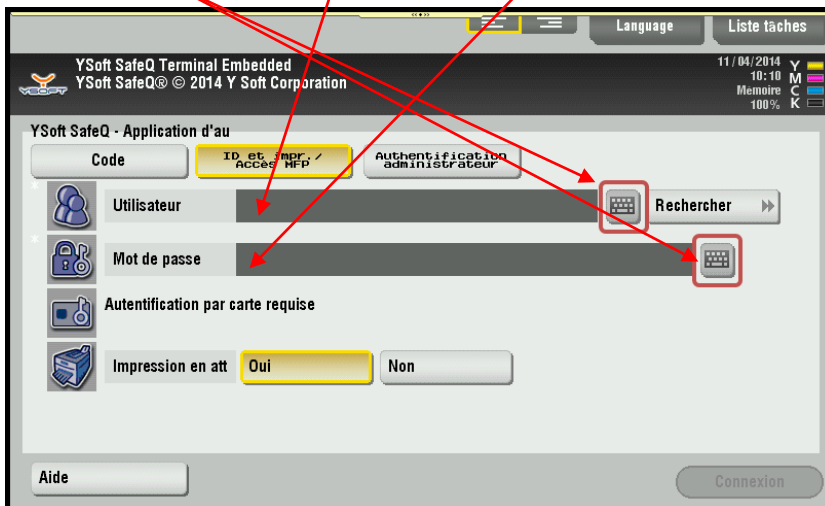 Language
Liste tâches
YSoft SafeQ Terminal Embedded
YSoft SafeQ® © 2014 Y Soft Corporation
YSOFT
11/04/2014
10:10
Mémoire
100%
Y
M
C
K
YSoft SafeQ - Application d'au
Code
ID et impr./
Accès MFP
Authentification
administrateur
Utilisateur
Rechercher
Mot de passe
Autentification par carte requise
Impression en att
Oui
Non
Aide
Connexion